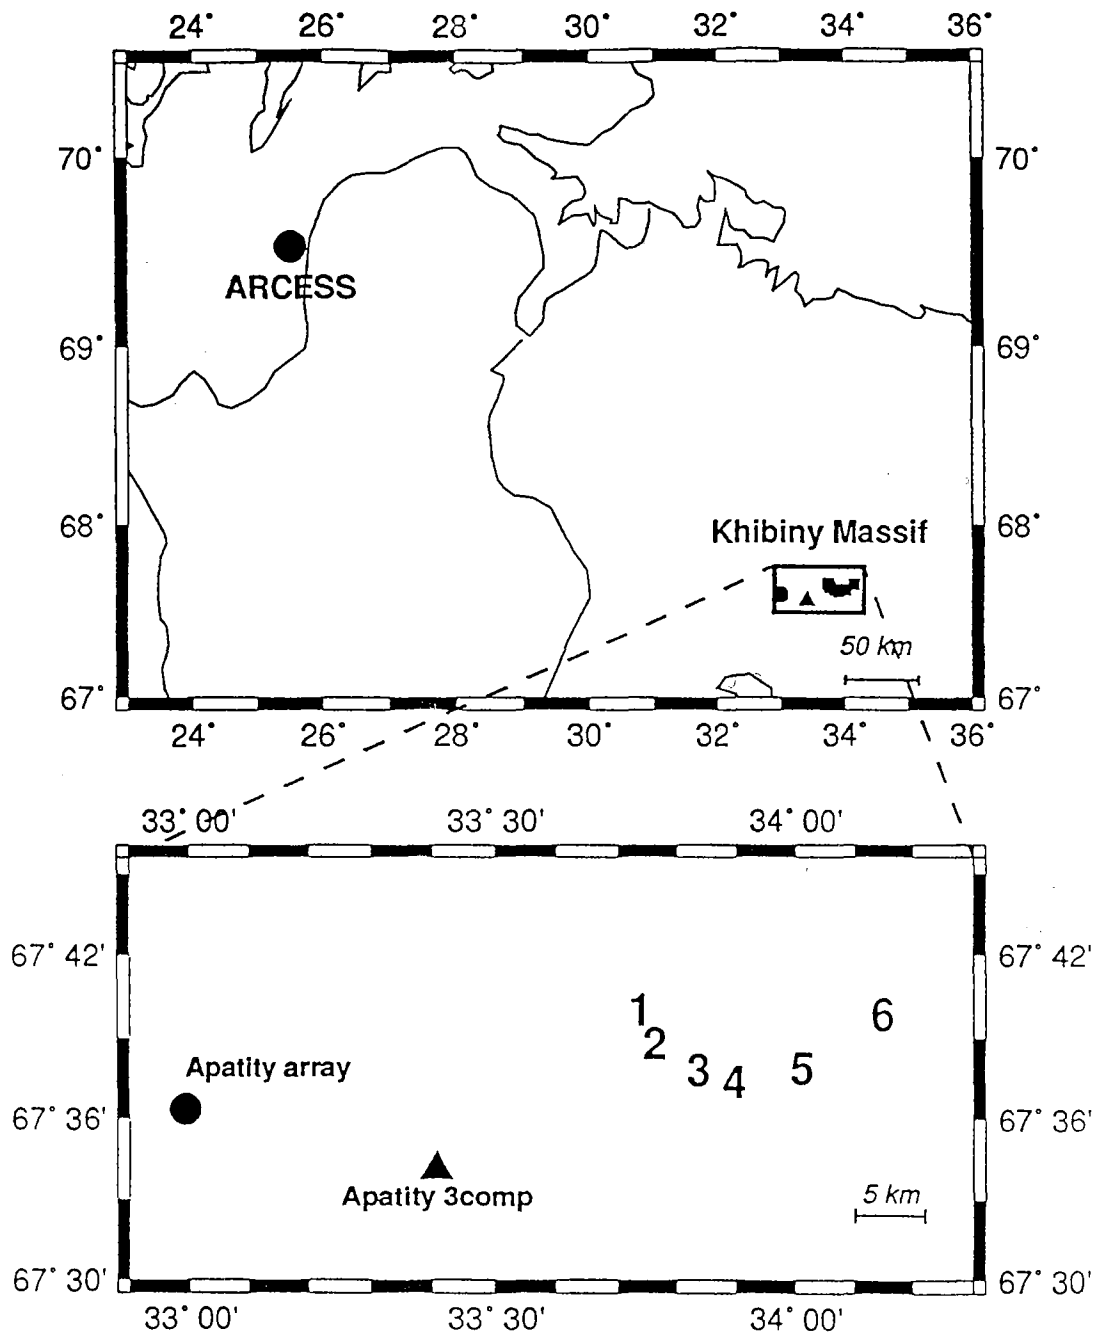 24° 26° 28° 30° 32° 34° 36°
70° 70°
ARCESS
69° 69°
68° 68°
Khibiny Massif
50 km
67° 67°
24° 26° 28° 30° 32° 34° 36°
33° 00' 33° 30' 34° 00'
67° 42' 67° 42'
1 6
2
3 5
4
Apatity array
67° 36' 67° 36'
Apatity 3comp
5 km
67° 30' 67° 30'
33° 00' 33° 30' 34° 00'